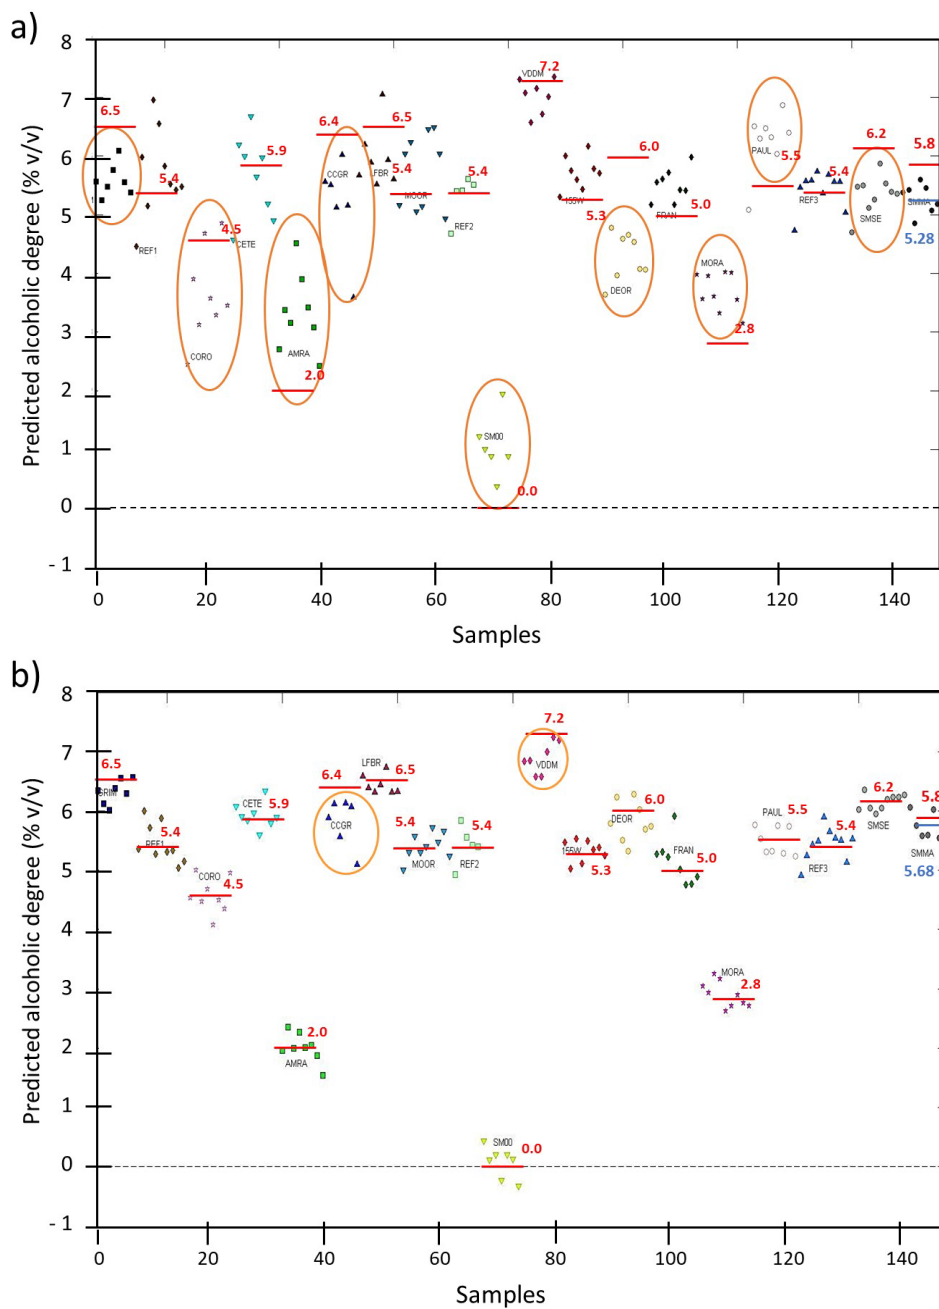 a)
8
7.2
VDDM
7
6.5
6.4
6.5
6.2
5.8
6
5.9
CCGR
LFBR
5.4
5.4
6.0
PAUL
5.5
5.4
5.4
MOOR
155W
REF3
SMSE
SMMA
5
REF1
4.5
CETE
REF2
5.3
FRAN
5.0
5.28
4
DEOR
MORA
3
CORO
AMRA
2.8
2
2.0
1
SM00
0.0
0
- 1
0
20
40
60
80
100
120
140
Samples
Predicted alcoholic degree (% v/v)
b)
8
7.2
7
6.5
6.4
LFBR
6.5
VDDM
6.2
5.8
GRIM
6
CETE
5.9
6.0
PAUL
5.5
5.4
CCGR
5.4
5.4
DEOR
5.4
SMSE
REF1
MOOR
REF2
155W
5.3
FRAN
5.0
REF3
SMMA
5.68
5
CORO
4.5
4
3
MORA
2.8
2
2.0
AMRA
1
SM00
0.0
0
- 1
0
20
40
60
80
100
120
140
Samples
Predicted alcoholic degree (% v/v)